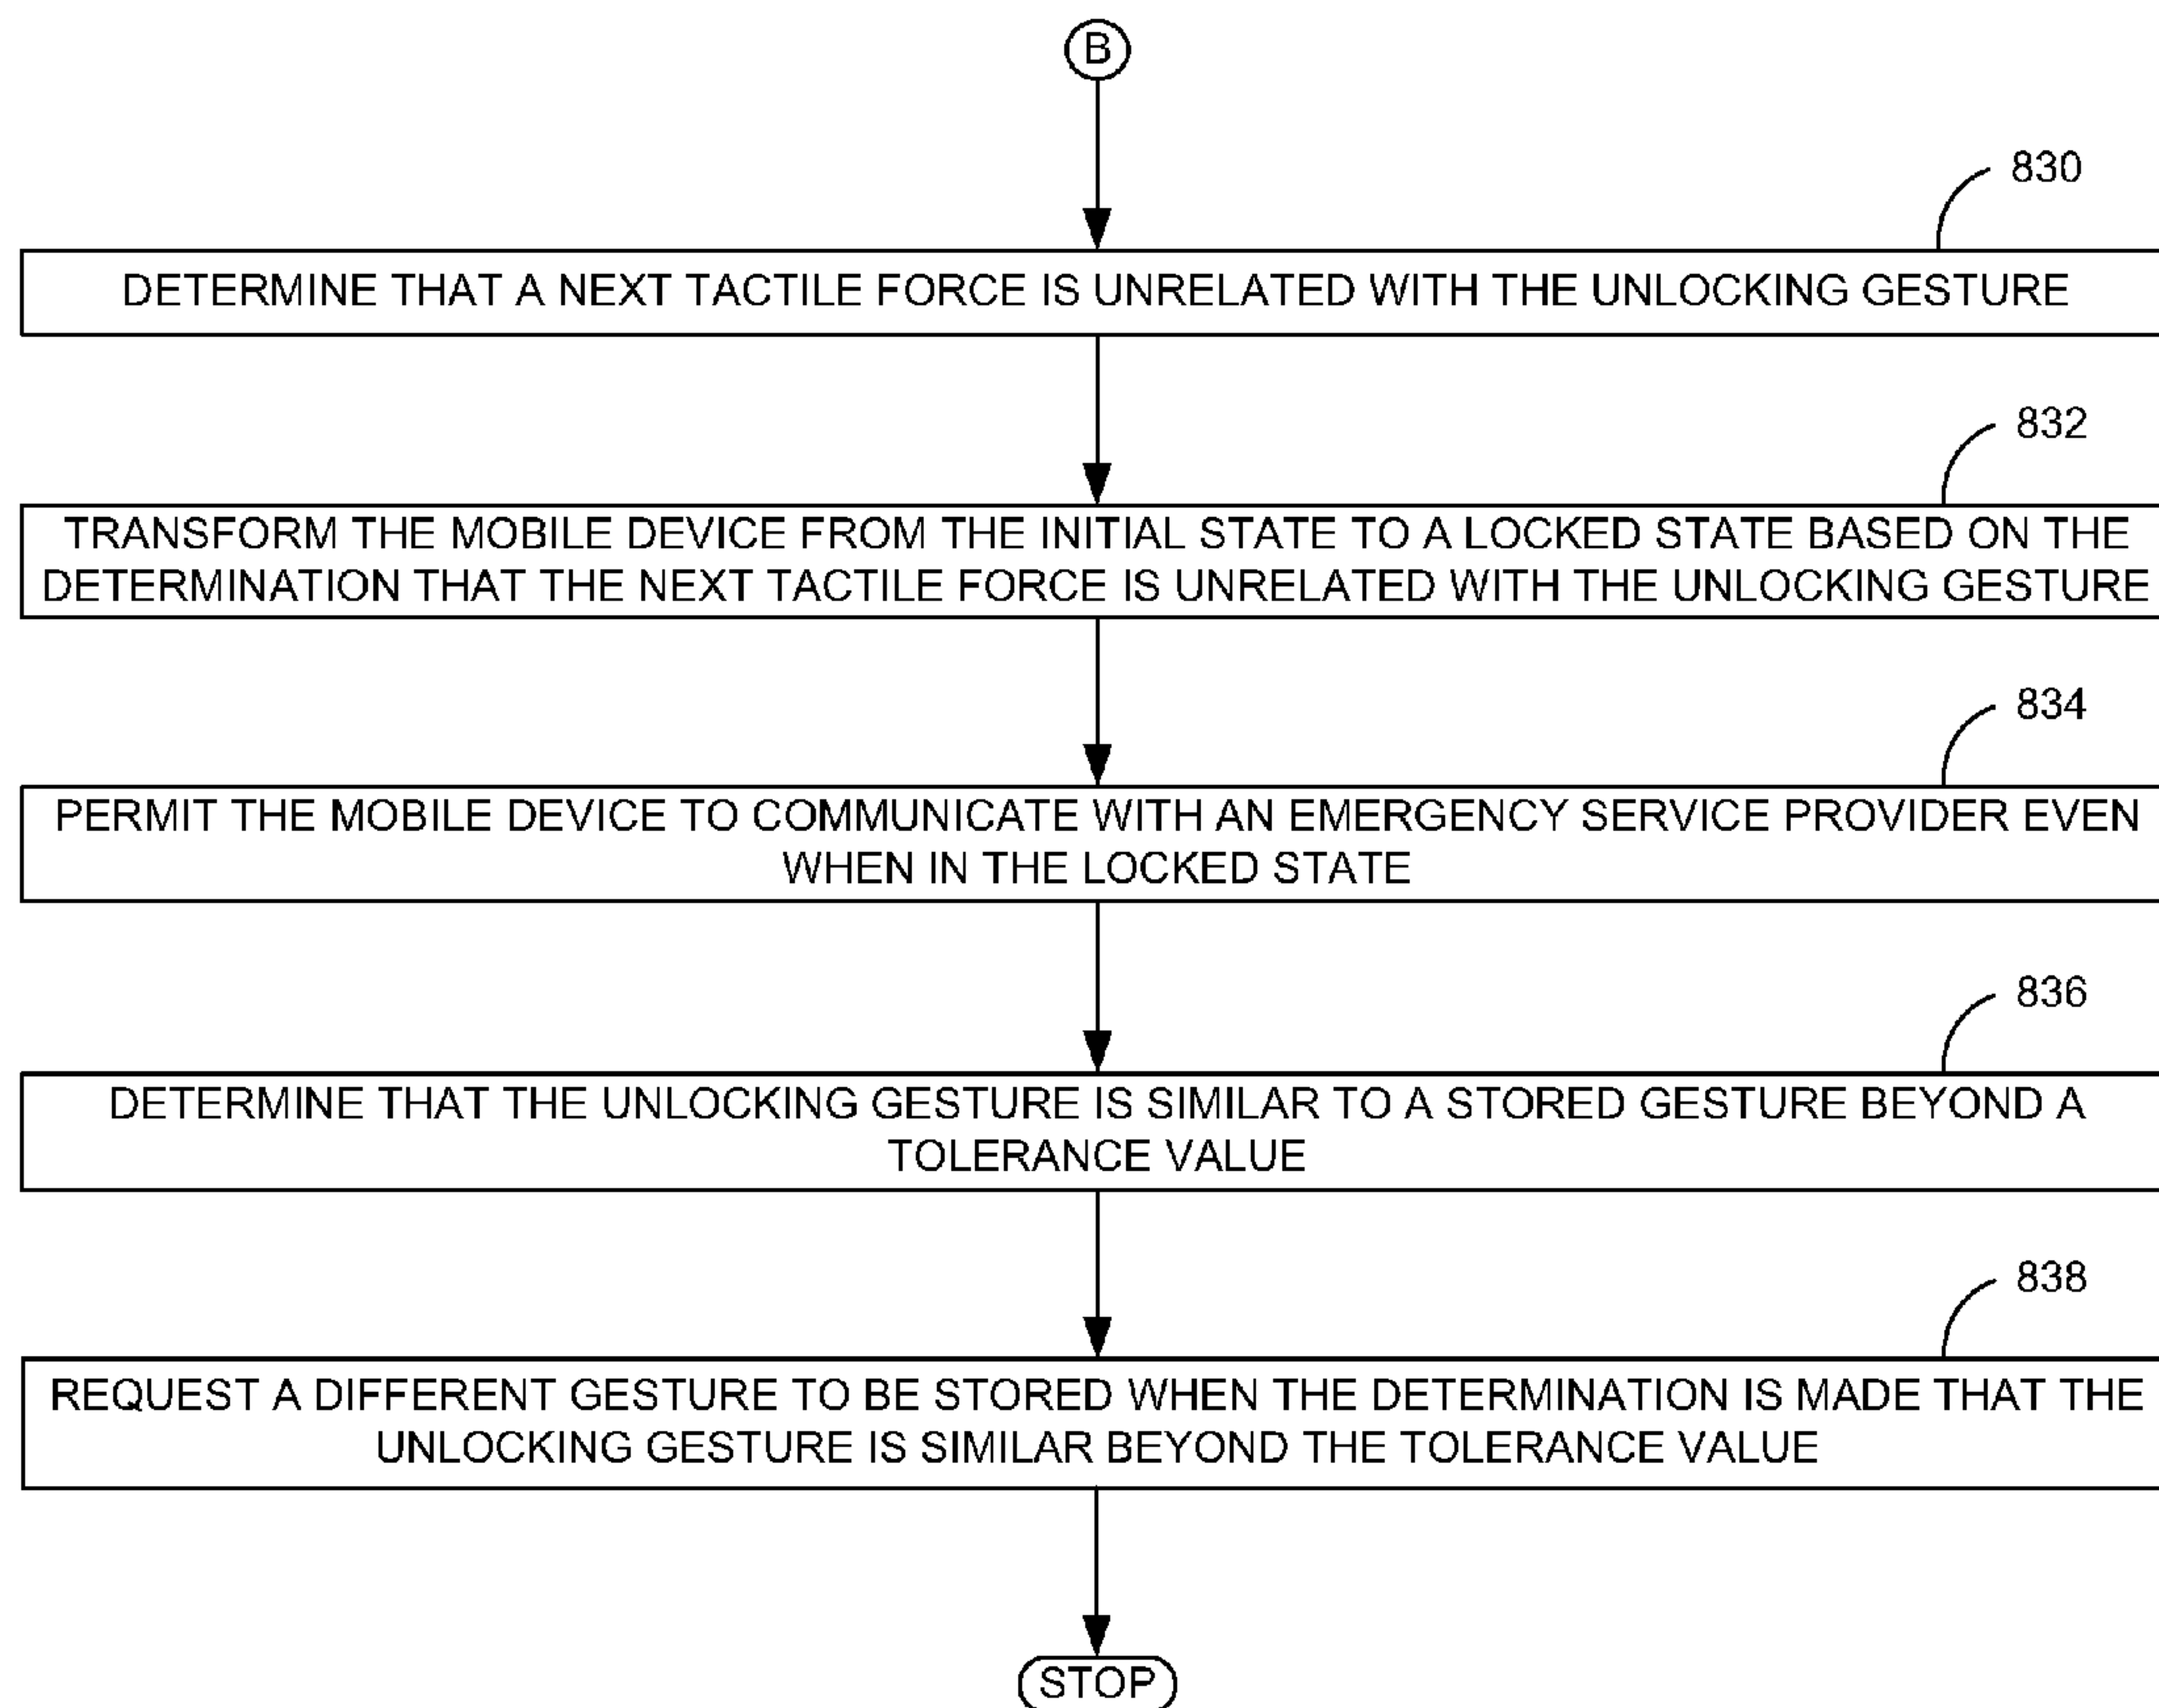 B
830
DETERMINE THAT A NEXT TACTILE FORCE IS UNRELATED WITH THE UNLOCKING GESTURE
832
TRANSFORM THE MOBILE DEVICE FROM THE INITIAL STATE TO A LOCKED STATE BASED ON THE
DETERMINATION THAT THE NEXT TACTILE FORCE IS UNRELATED WITH THE UNLOCKING GESTURE
834
PERMIT THE MOBILE DEVICE TO COMMUNICATE WITH AN EMERGENCY SERVICE PROVIDER EVEN
WHEN IN THE LOCKED STATE
836
DETERMINE THAT THE UNLOCKING GESTURE IS SIMILAR TO A STORED GESTURE BEYOND A
TOLERANCE VALUE
838
REQUEST A DIFFERENT GESTURE TO BE STORED WHEN THE DETERMINATION IS MADE THAT THE
UNLOCKING GESTURE IS SIMILAR BEYOND THE TOLERANCE VALUE
STOP